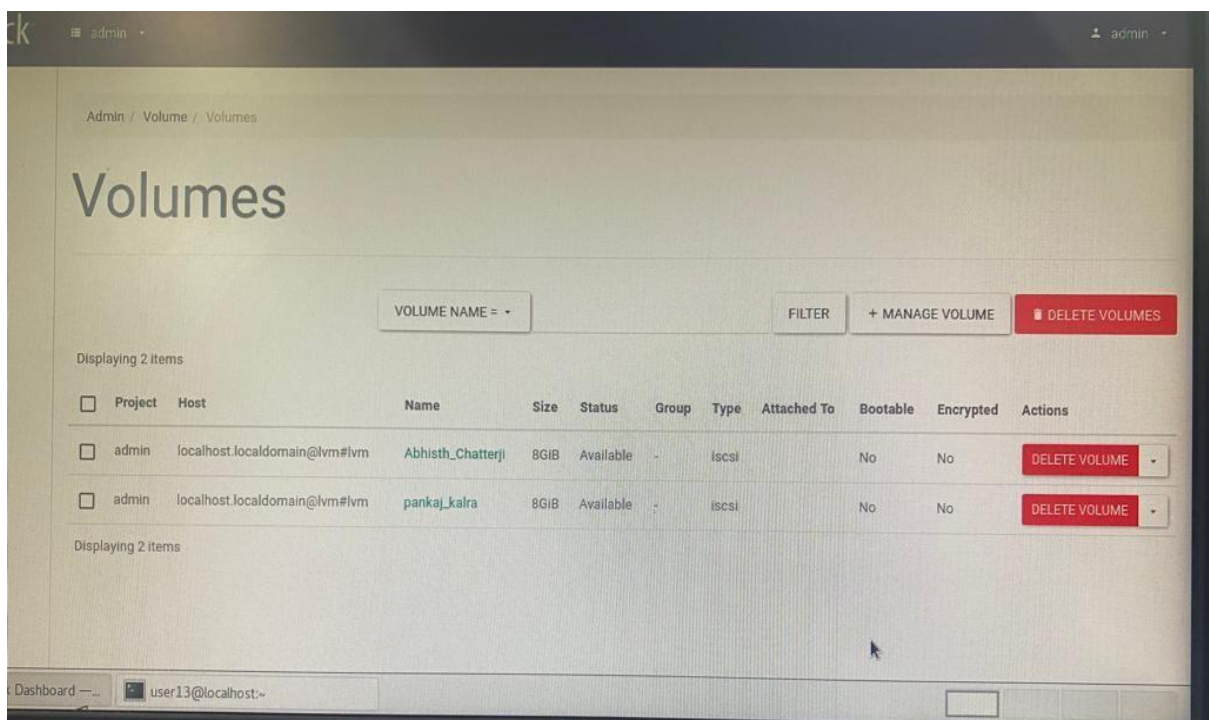 ck admin admin
Admin / Volume / Volumes
Volumes
VOLUME NAME = FILTER + MANAGE VOLUME DELETE VOLUMES
Displaying 2 items
Project Host Name Size Status Group Type Attached To Bootable Encrypted Actions
admin localhost.localdomain@lvm#lvm Abhisth_Chatterji 8GiB Available - iscsi No No DELETE VOLUME
admin localhost.localdomain@lvm#lvm pankaj_kalra 8GiB Available - iscsi No No DELETE VOLUME
Displaying 2 items
Dashboard —... user13@localhost:~